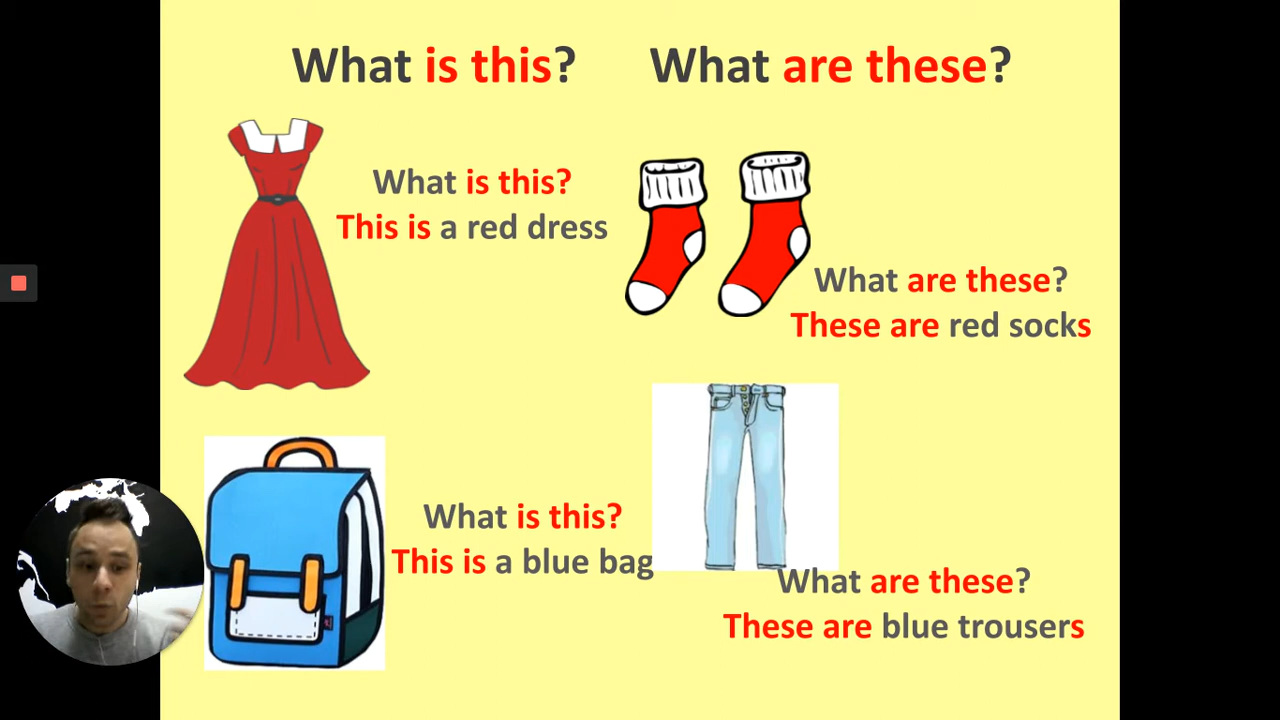 What is this?
What are these?
What is this?
This is a red dress
What are these?
These are red socks
What is this?
This is a blue bag
What are these?
These are blue trousers